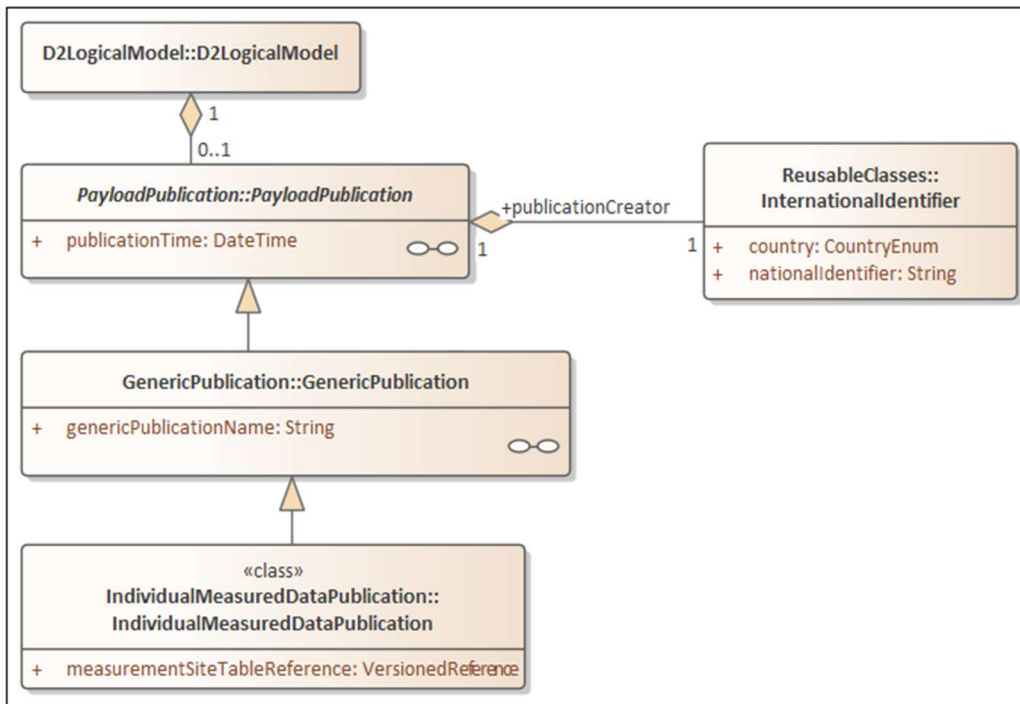 D2LogicalModel::D2LogicalModel
1
0..1
PayloadPublication::PayloadPublication
+ publicationTime: DateTime
+publicationCreator
1
1
ReusableClasses::
InternationalIdentifier
+ country: CountryEnum
+ nationalIdentifier: String
GenericPublication::GenericPublication
+ genericPublicationName: String
«class»
IndividualMeasuredDataPublication::
IndividualMeasuredDataPublication
+ measurementSiteTableReference: VersionedReference